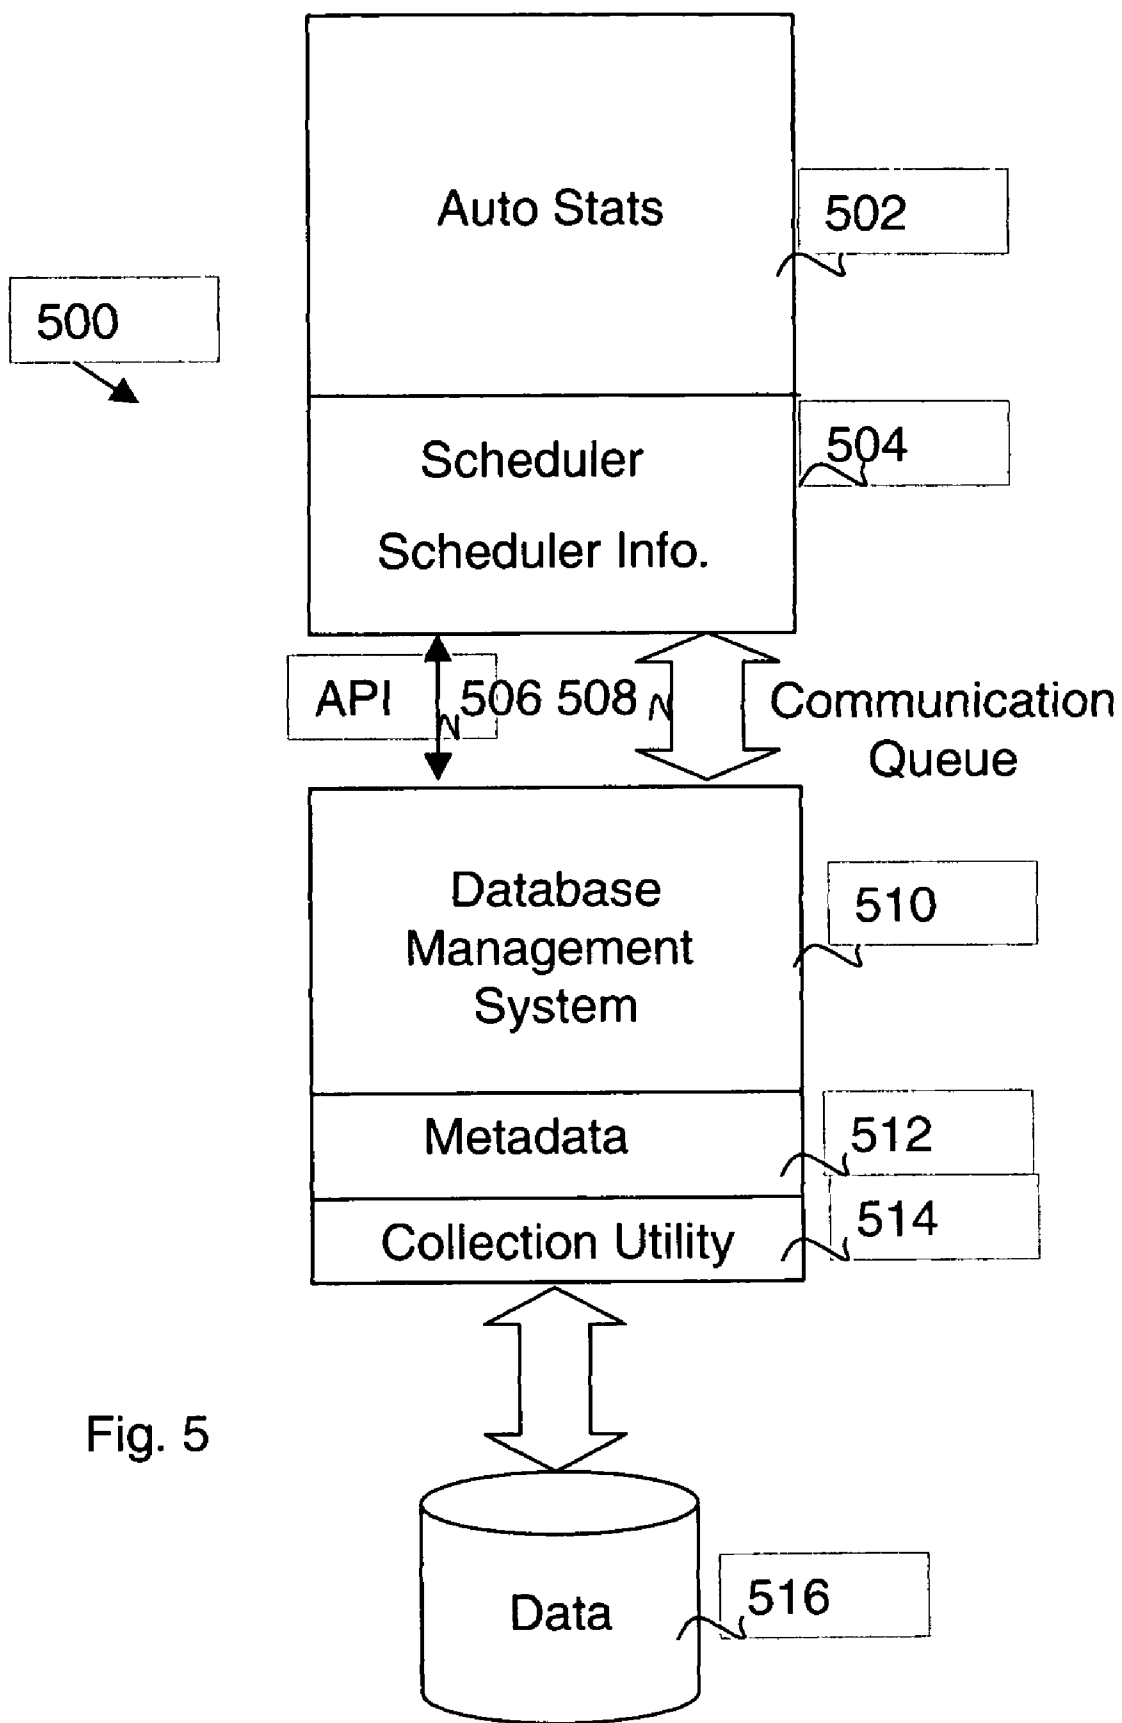 Auto Stats
502
500
Scheduler
504
Scheduler Info.
API
506
508
Communication
Queue
Database
Management
System
510
Metadata
512
Collection Utility
514
Fig. 5
Data
516